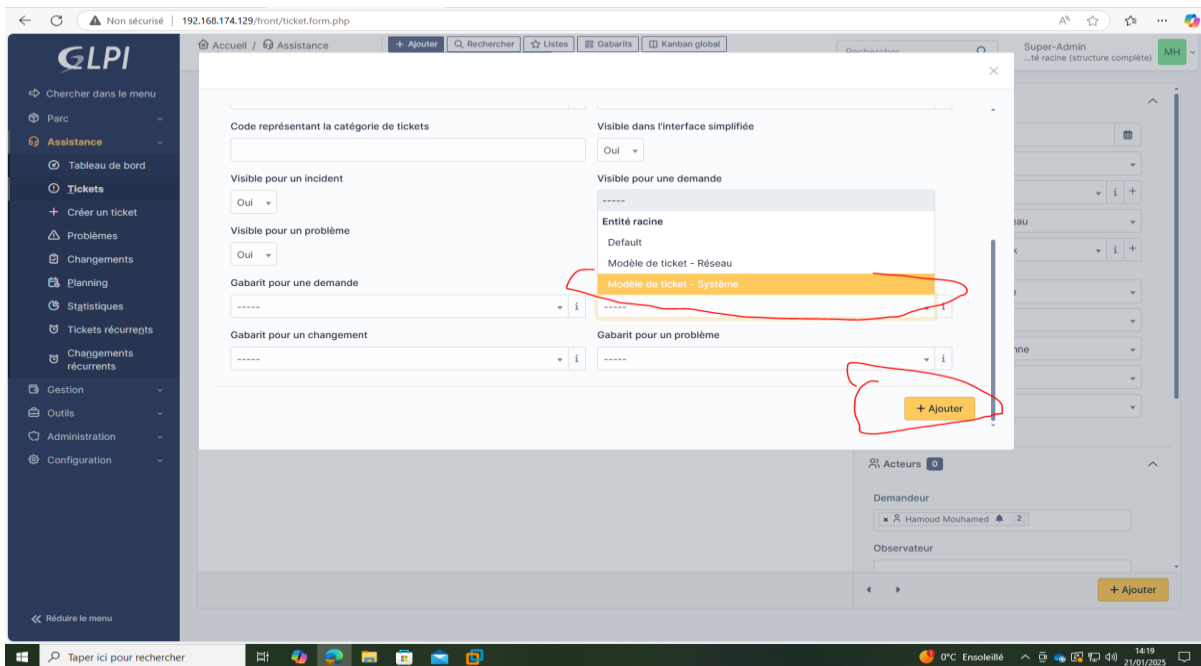 Non sécurisé | 192.168.174.129/front/ticket.form.php
GLPI
Accueil / Assistance
+ Ajouter
Rechercher
Listes
Gabarits
Kanban global
Rechercher
Super-Admin
...té racine (structure complète)
MH
Chercher dans le menu
Parc
Assistance
Tableau de bord
Tickets
+ Créer un ticket
Problèmes
Changements
Planning
Statistiques
Tickets récurrents
Changements
récurrents
Gestion
Outils
Administration
Configuration
Réduire le menu
Code représentant la catégorie de tickets
Visible dans l'interface simplifiée
Oui
Visible pour un incident
Oui
Visible pour une demande
-----
Entité racine
Default
Modèle de ticket - Réseau
Modèle de ticket - Système
Visible pour un problème
Oui
Gabarit pour une demande
----- i
----- i
Gabarit pour un changement
----- i
Gabarit pour un problème
----- i
+ Ajouter
i +
eau
i +
nne
Acteurs 0
Demandeur
x Hamoud Mouhamed 2
Observateur
+ Ajouter
Taper ici pour rechercher
0°C Ensoleillé
14:19
21/01/2025